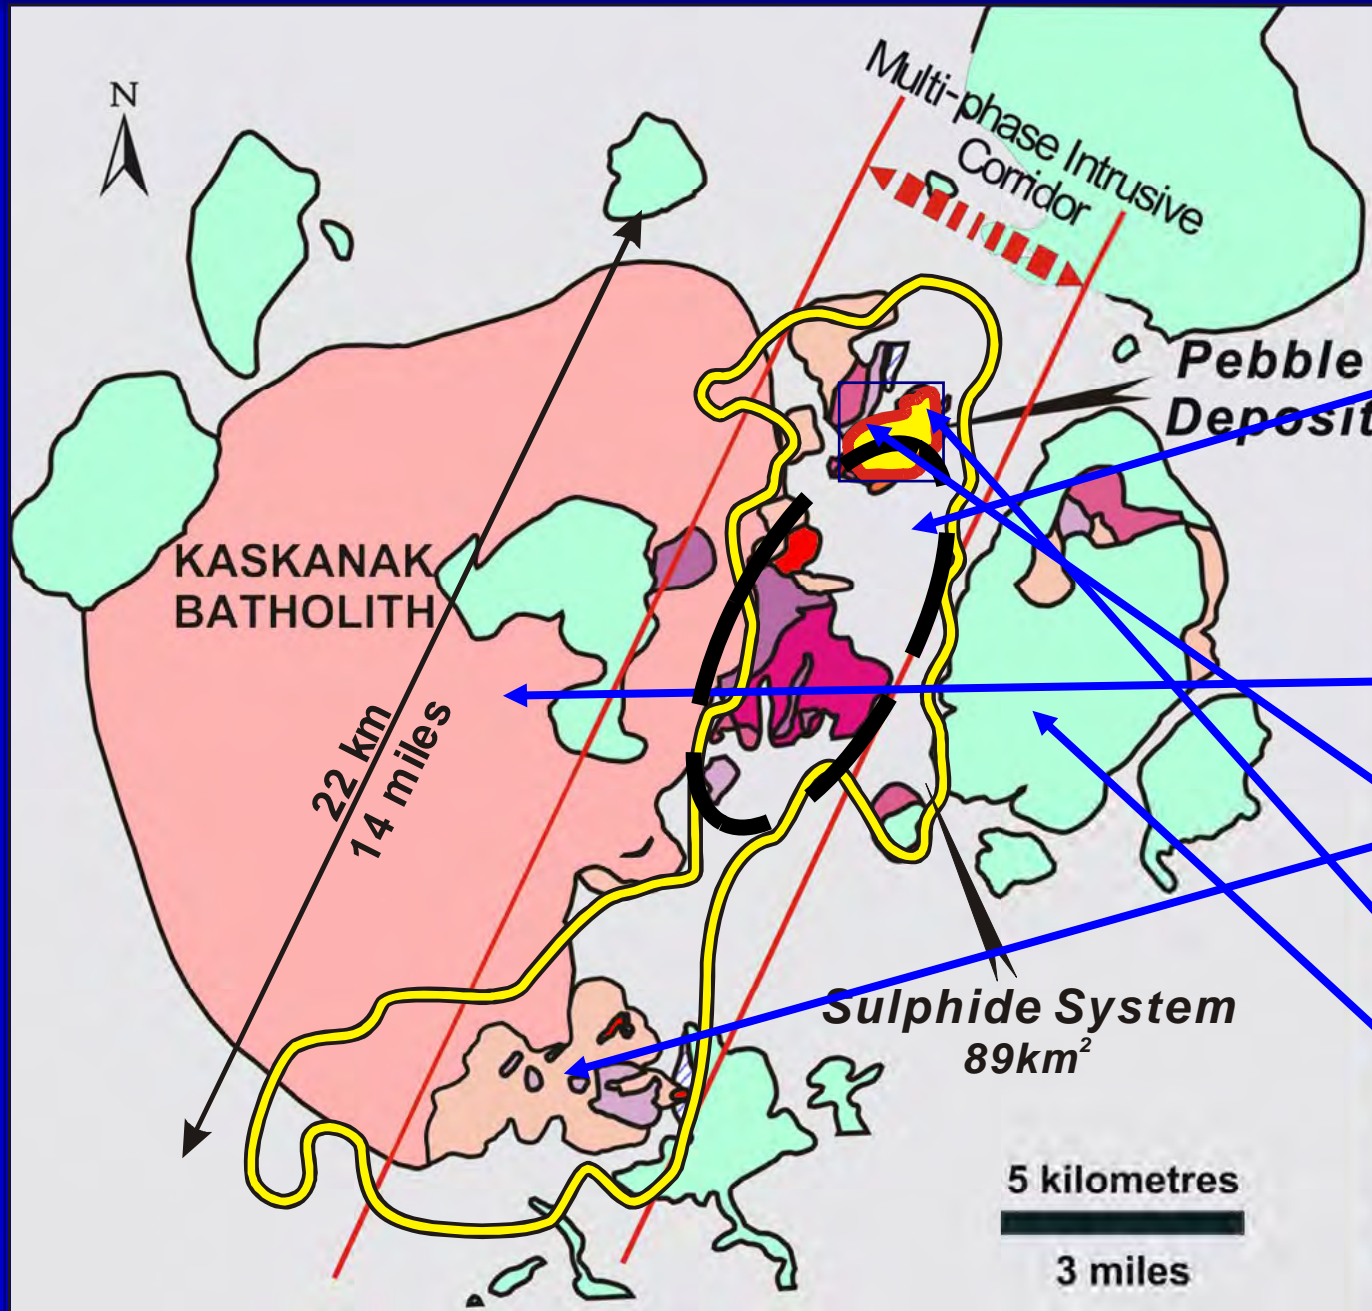 N
Multi-phase Intrusive
Corridor
Pebble
Deposit
KASKANAK
BATHOLITH
22 km
14 miles
Sulphide System
89km²
5 kilometres
3 miles